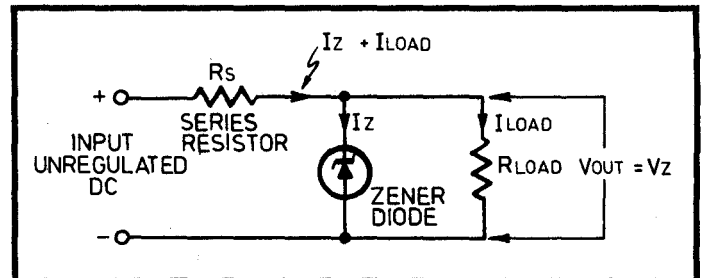 IZ + ILOAD
RS
+
SERIES
RESISTOR
IZ
ILOAD
INPUT
UNREGULATED
DC
RLOAD
VOUT = VZ
ZENER
DIODE
-